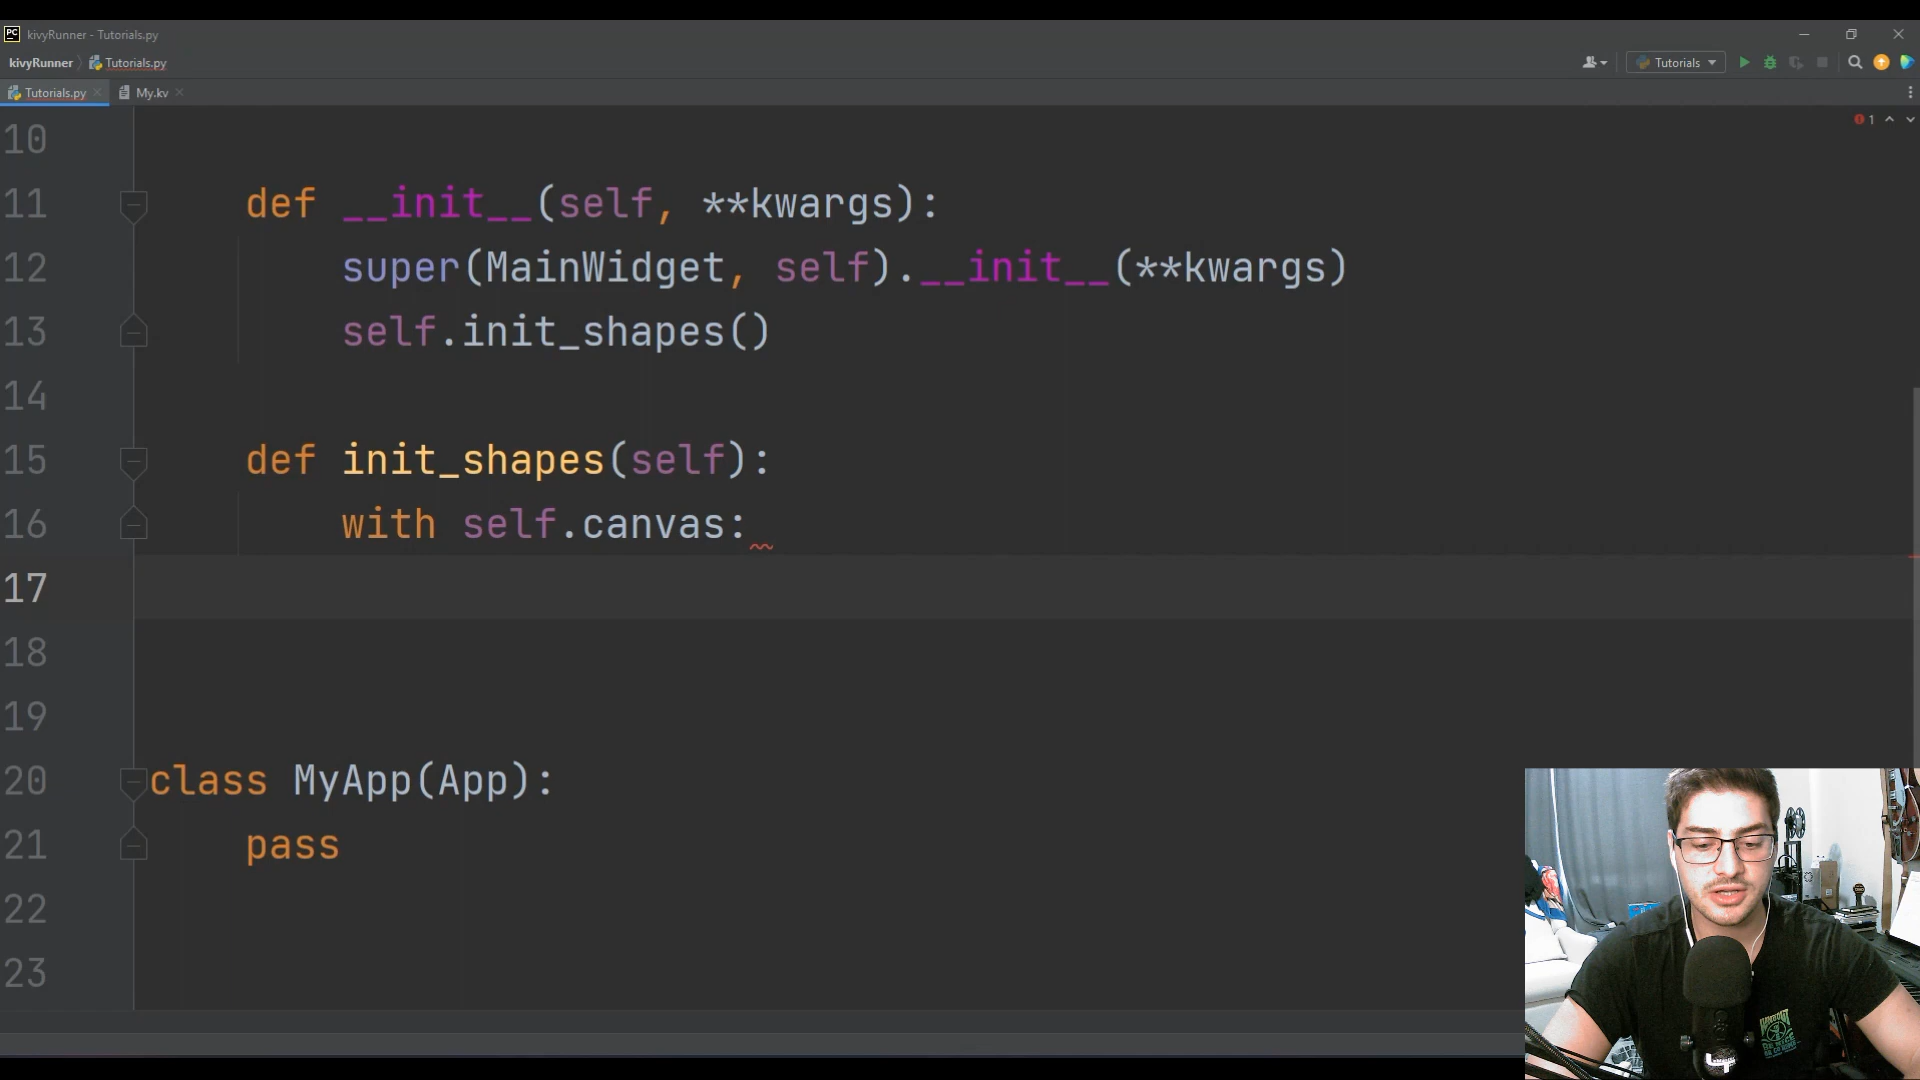 PC kivyRunner - Tutorials.py
kivyRunner Tutorials.py Tutorials
Tutorials.py My.kv
1
10
11 def __init__(self, **kwargs):
12 super(MainWidget, self).__init__(**kwargs)
13 self.init_shapes()
14
15 def init_shapes(self):
16 with self.canvas:
17
18
19
20 class MyApp(App):
21 pass
22
23